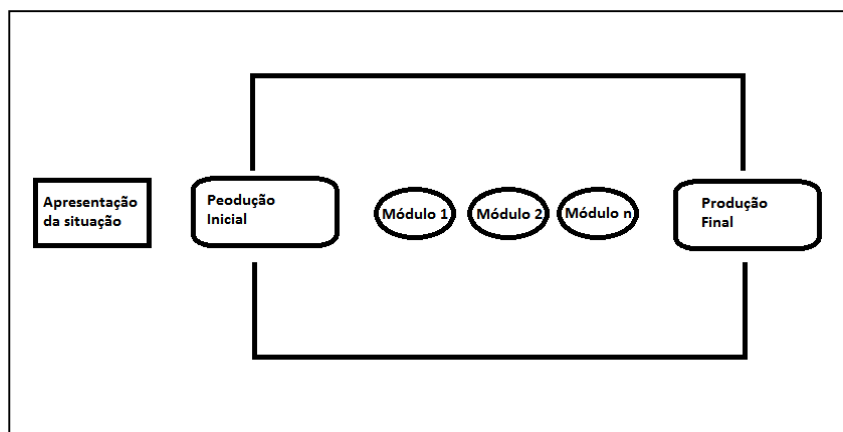 Apresentação
da situação
Peodução
Inicial
Módulo 1
Módulo 2
Módulo n
Produção
Final